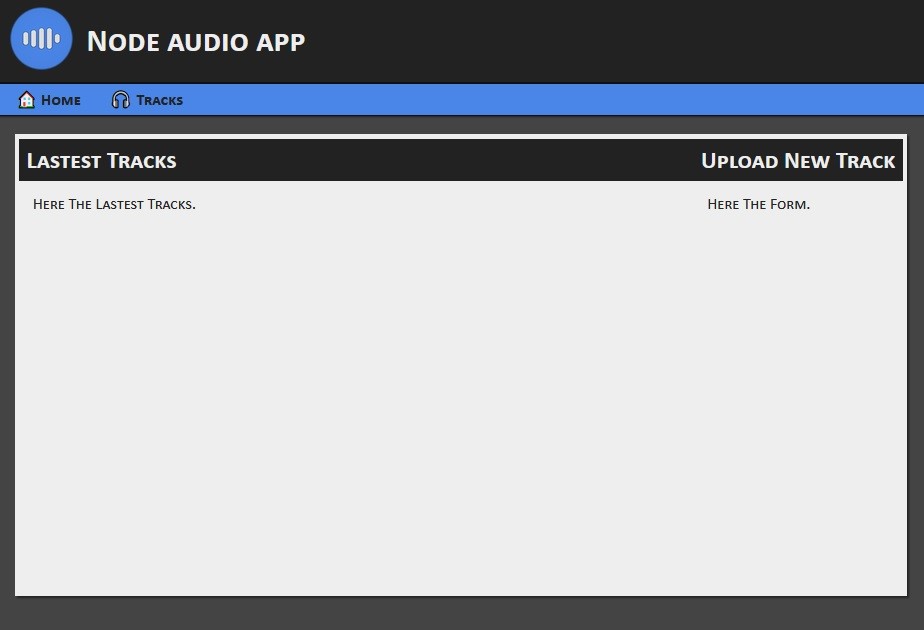 Node audio app
Home Tracks
Lastest Tracks Upload New Track
Here The Lastest Tracks. Here The Form.